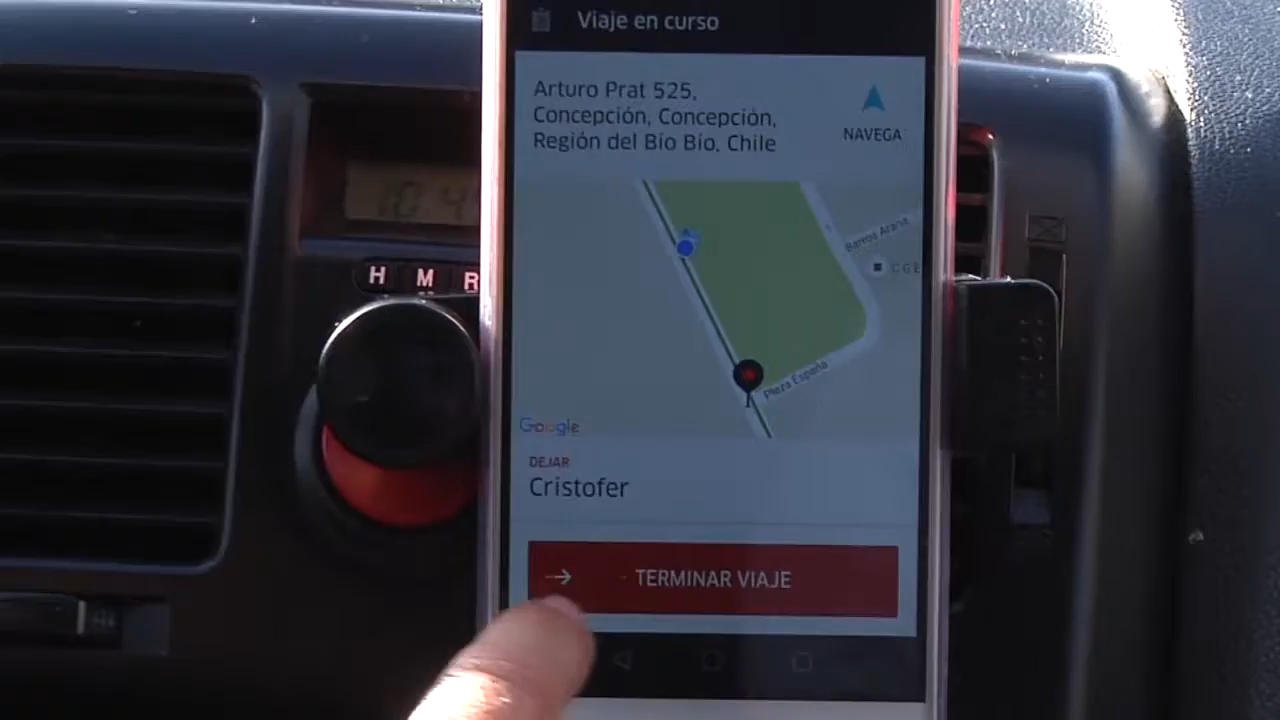 Viaje en curso
Arturo Prat 525,
Concepción, Concepción,
Región del Bío Bío, Chile
NAVEGA
Barros Arana
CGE
Plaza España
Google
DEJAR
Cristofer
TERMINAR VIAJE
H M R